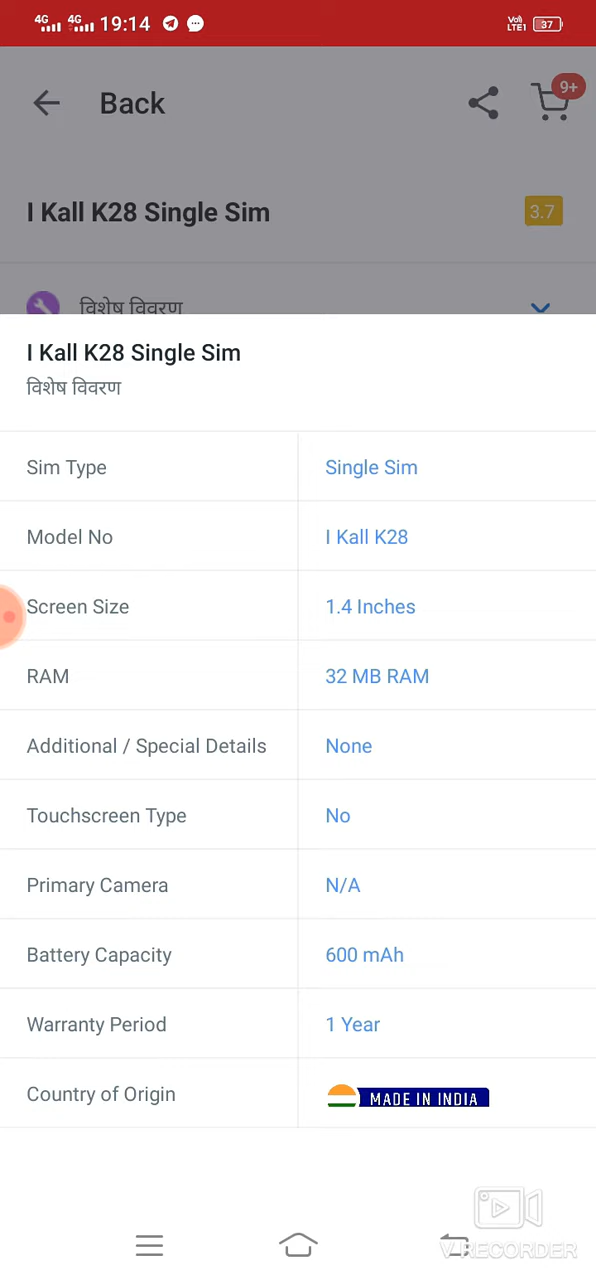 4G 4G 19:14 VoD LTE1 37
Back 9+
I Kall K28 Single Sim 3.7
विशेष विवरण
I Kall K28 Single Sim
विशेष विवरण
Sim Type Single Sim
Model No I Kall K28
Screen Size 1.4 Inches
RAM 32 MB RAM
Additional / Special Details None
Touchscreen Type No
Primary Camera N/A
Battery Capacity 600 mAh
Warranty Period 1 Year
Country of Origin MADE IN INDIA
V RECORDER